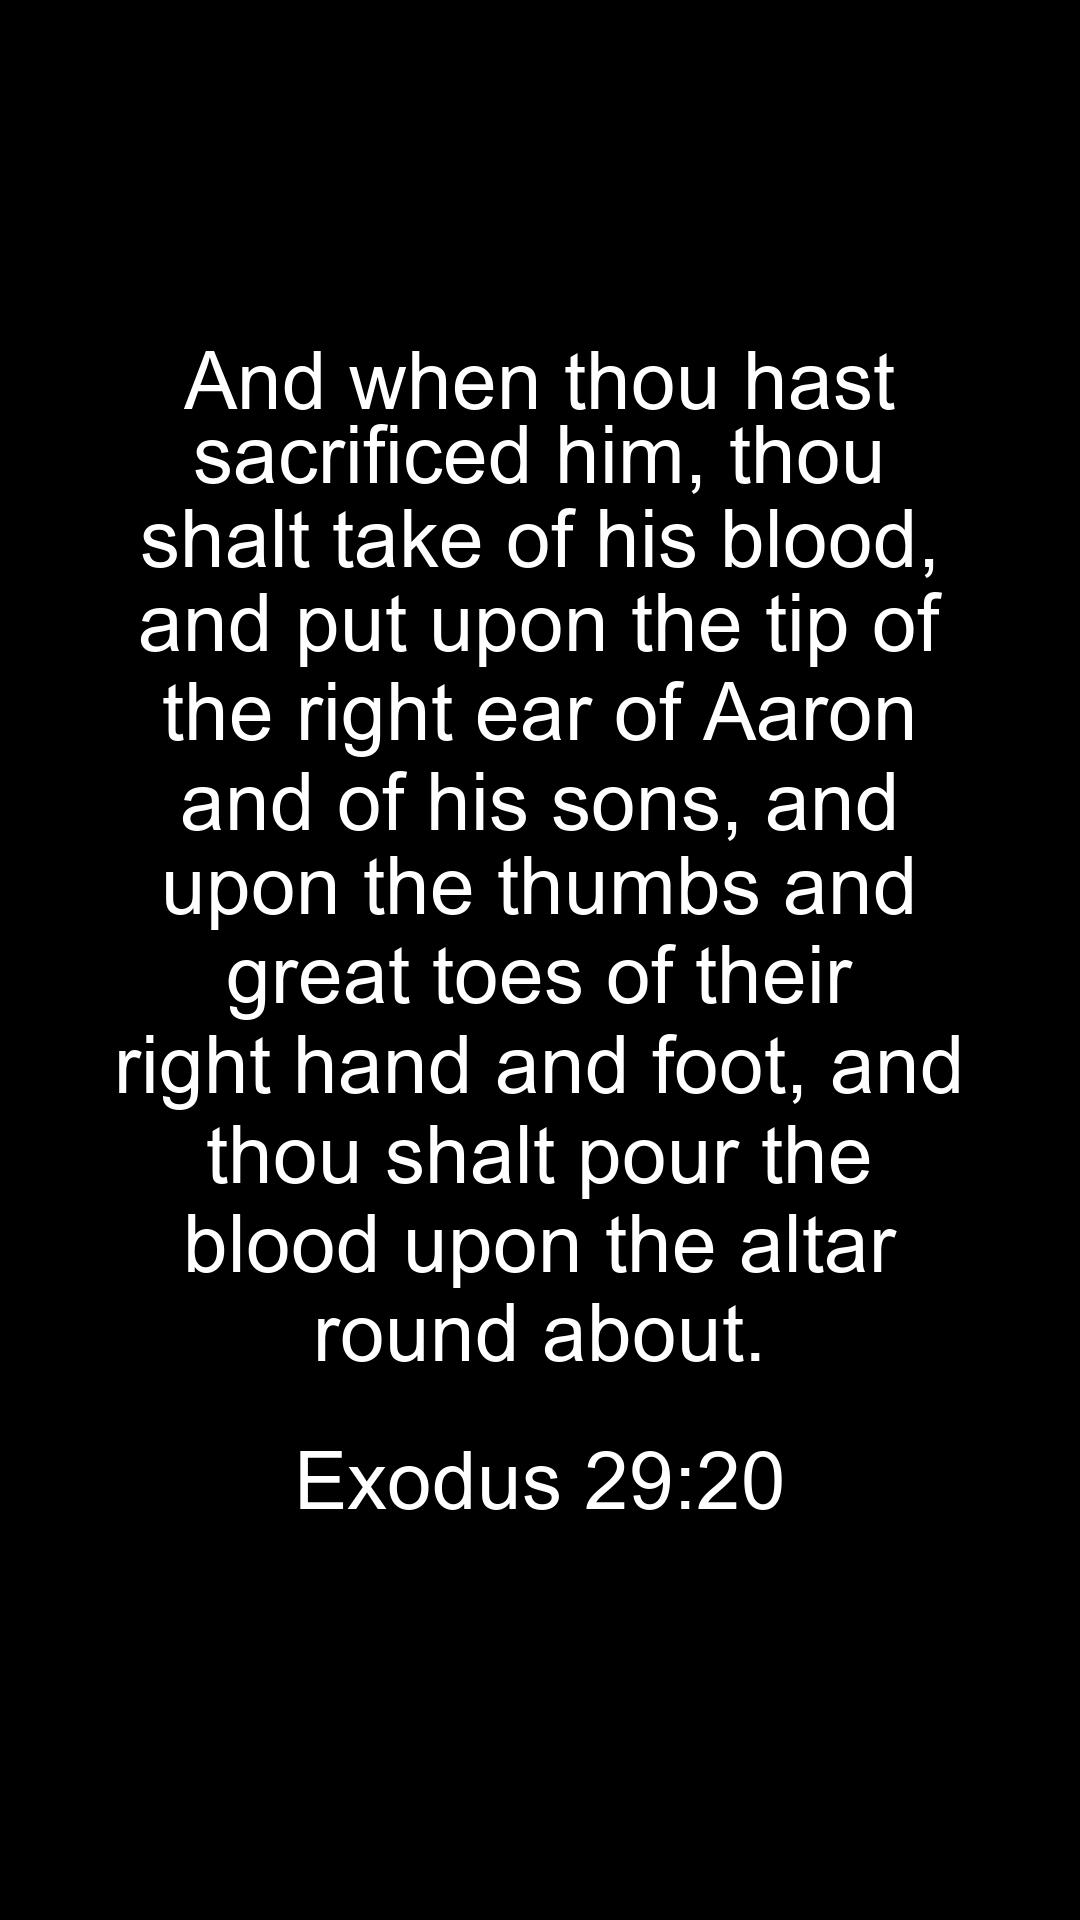 And when thou hast
sacrificed him, thou
shalt take of his blood,
and put upon the tip of
the right ear of Aaron
and of his sons, and
upon the thumbs and
great toes of their
right hand and foot, and
thou shalt pour the
blood upon the altar
round about.
Exodus 29:20